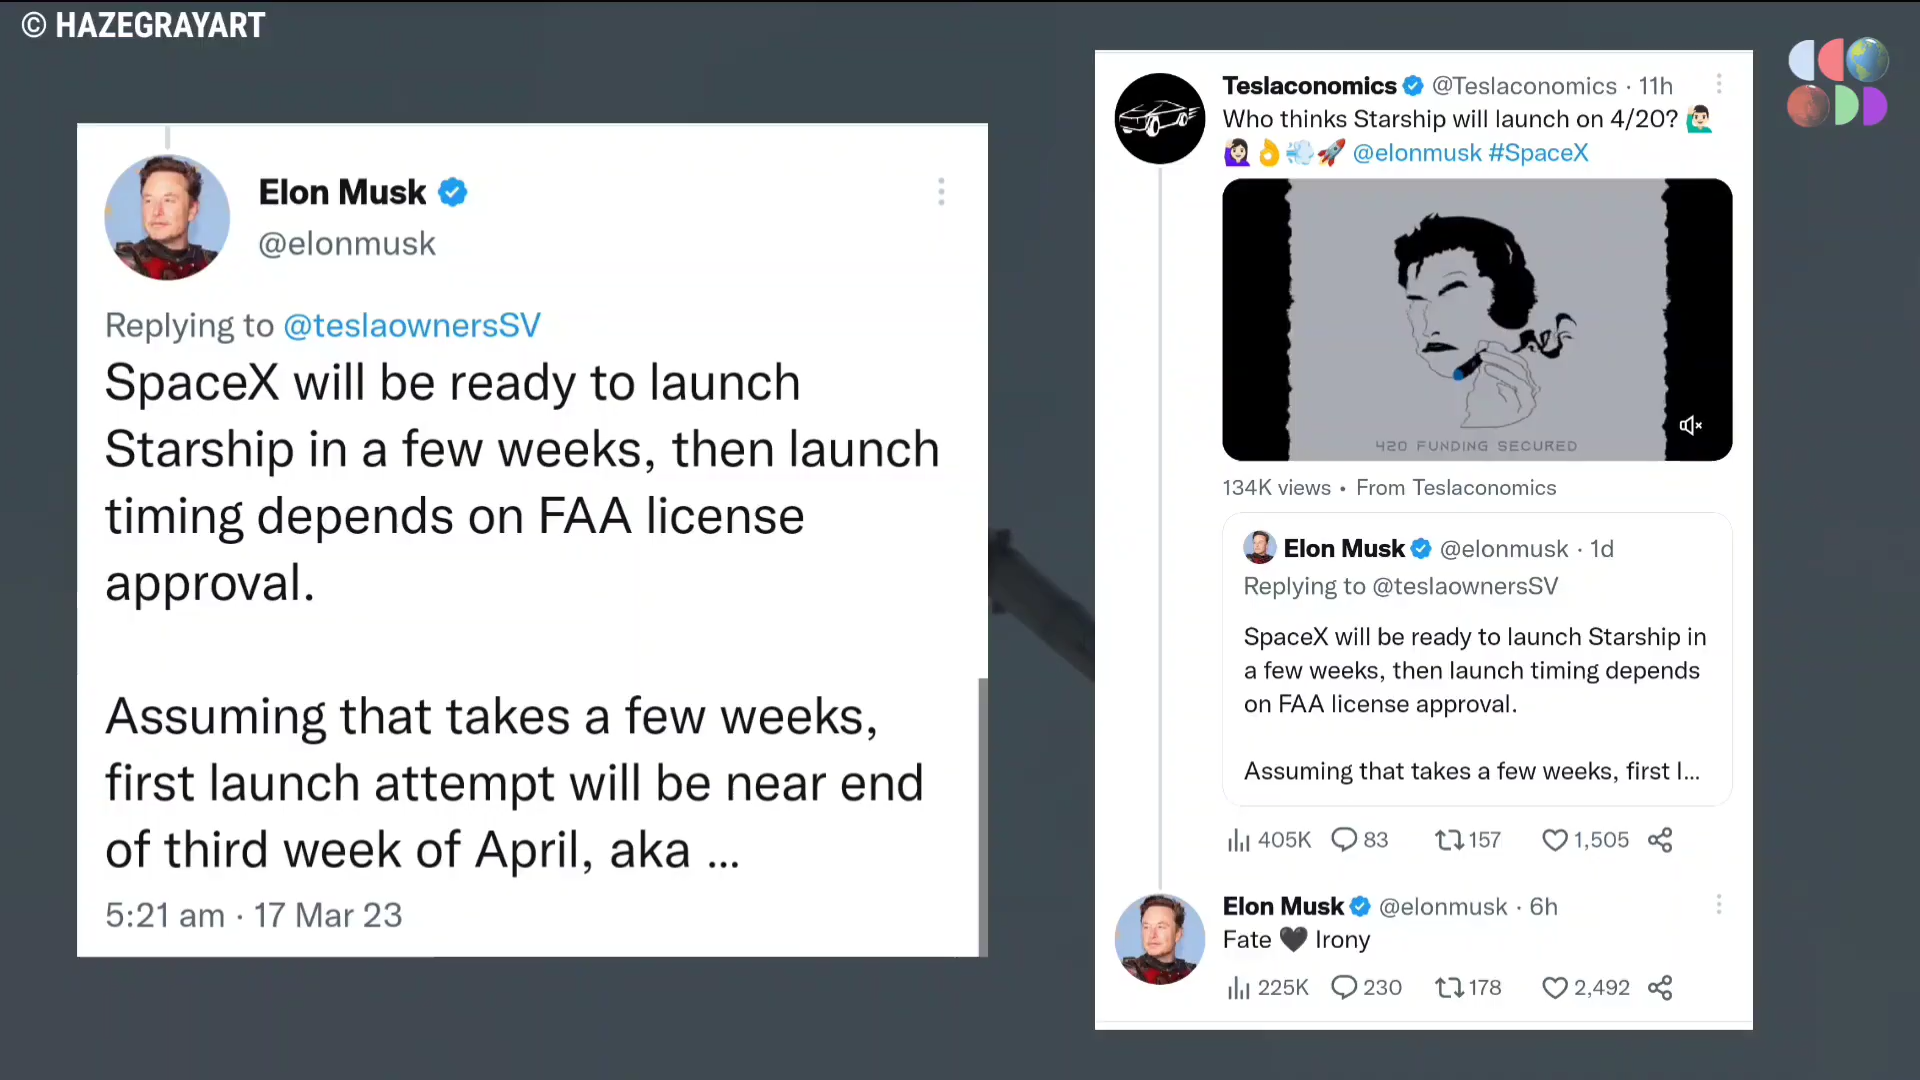 © HAZEGRAYART
Elon Musk
@elonmusk
Replying to @teslaownersSV
SpaceX will be ready to launch
Starship in a few weeks, then launch
timing depends on FAA license
approval.
Assuming that takes a few weeks,
first launch attempt will be near end
of third week of April, aka ...
5:21 am · 17 Mar 23
Teslaconomics @Teslaconomics · 11h
Who thinks Starship will launch on 4/20? 🙋🏻‍♂️
🙋🏻‍♀️👌💨🚀 @elonmusk #SpaceX
420 FUNDING SECURED
134K views • From Teslaconomics
Elon Musk @elonmusk · 1d
Replying to @teslaownersSV
SpaceX will be ready to launch Starship in
a few weeks, then launch timing depends
on FAA license approval.
Assuming that takes a few weeks, first l...
405K 83 157 1,505
Elon Musk @elonmusk · 6h
Fate 🖤 Irony
225K 230 178 2,492